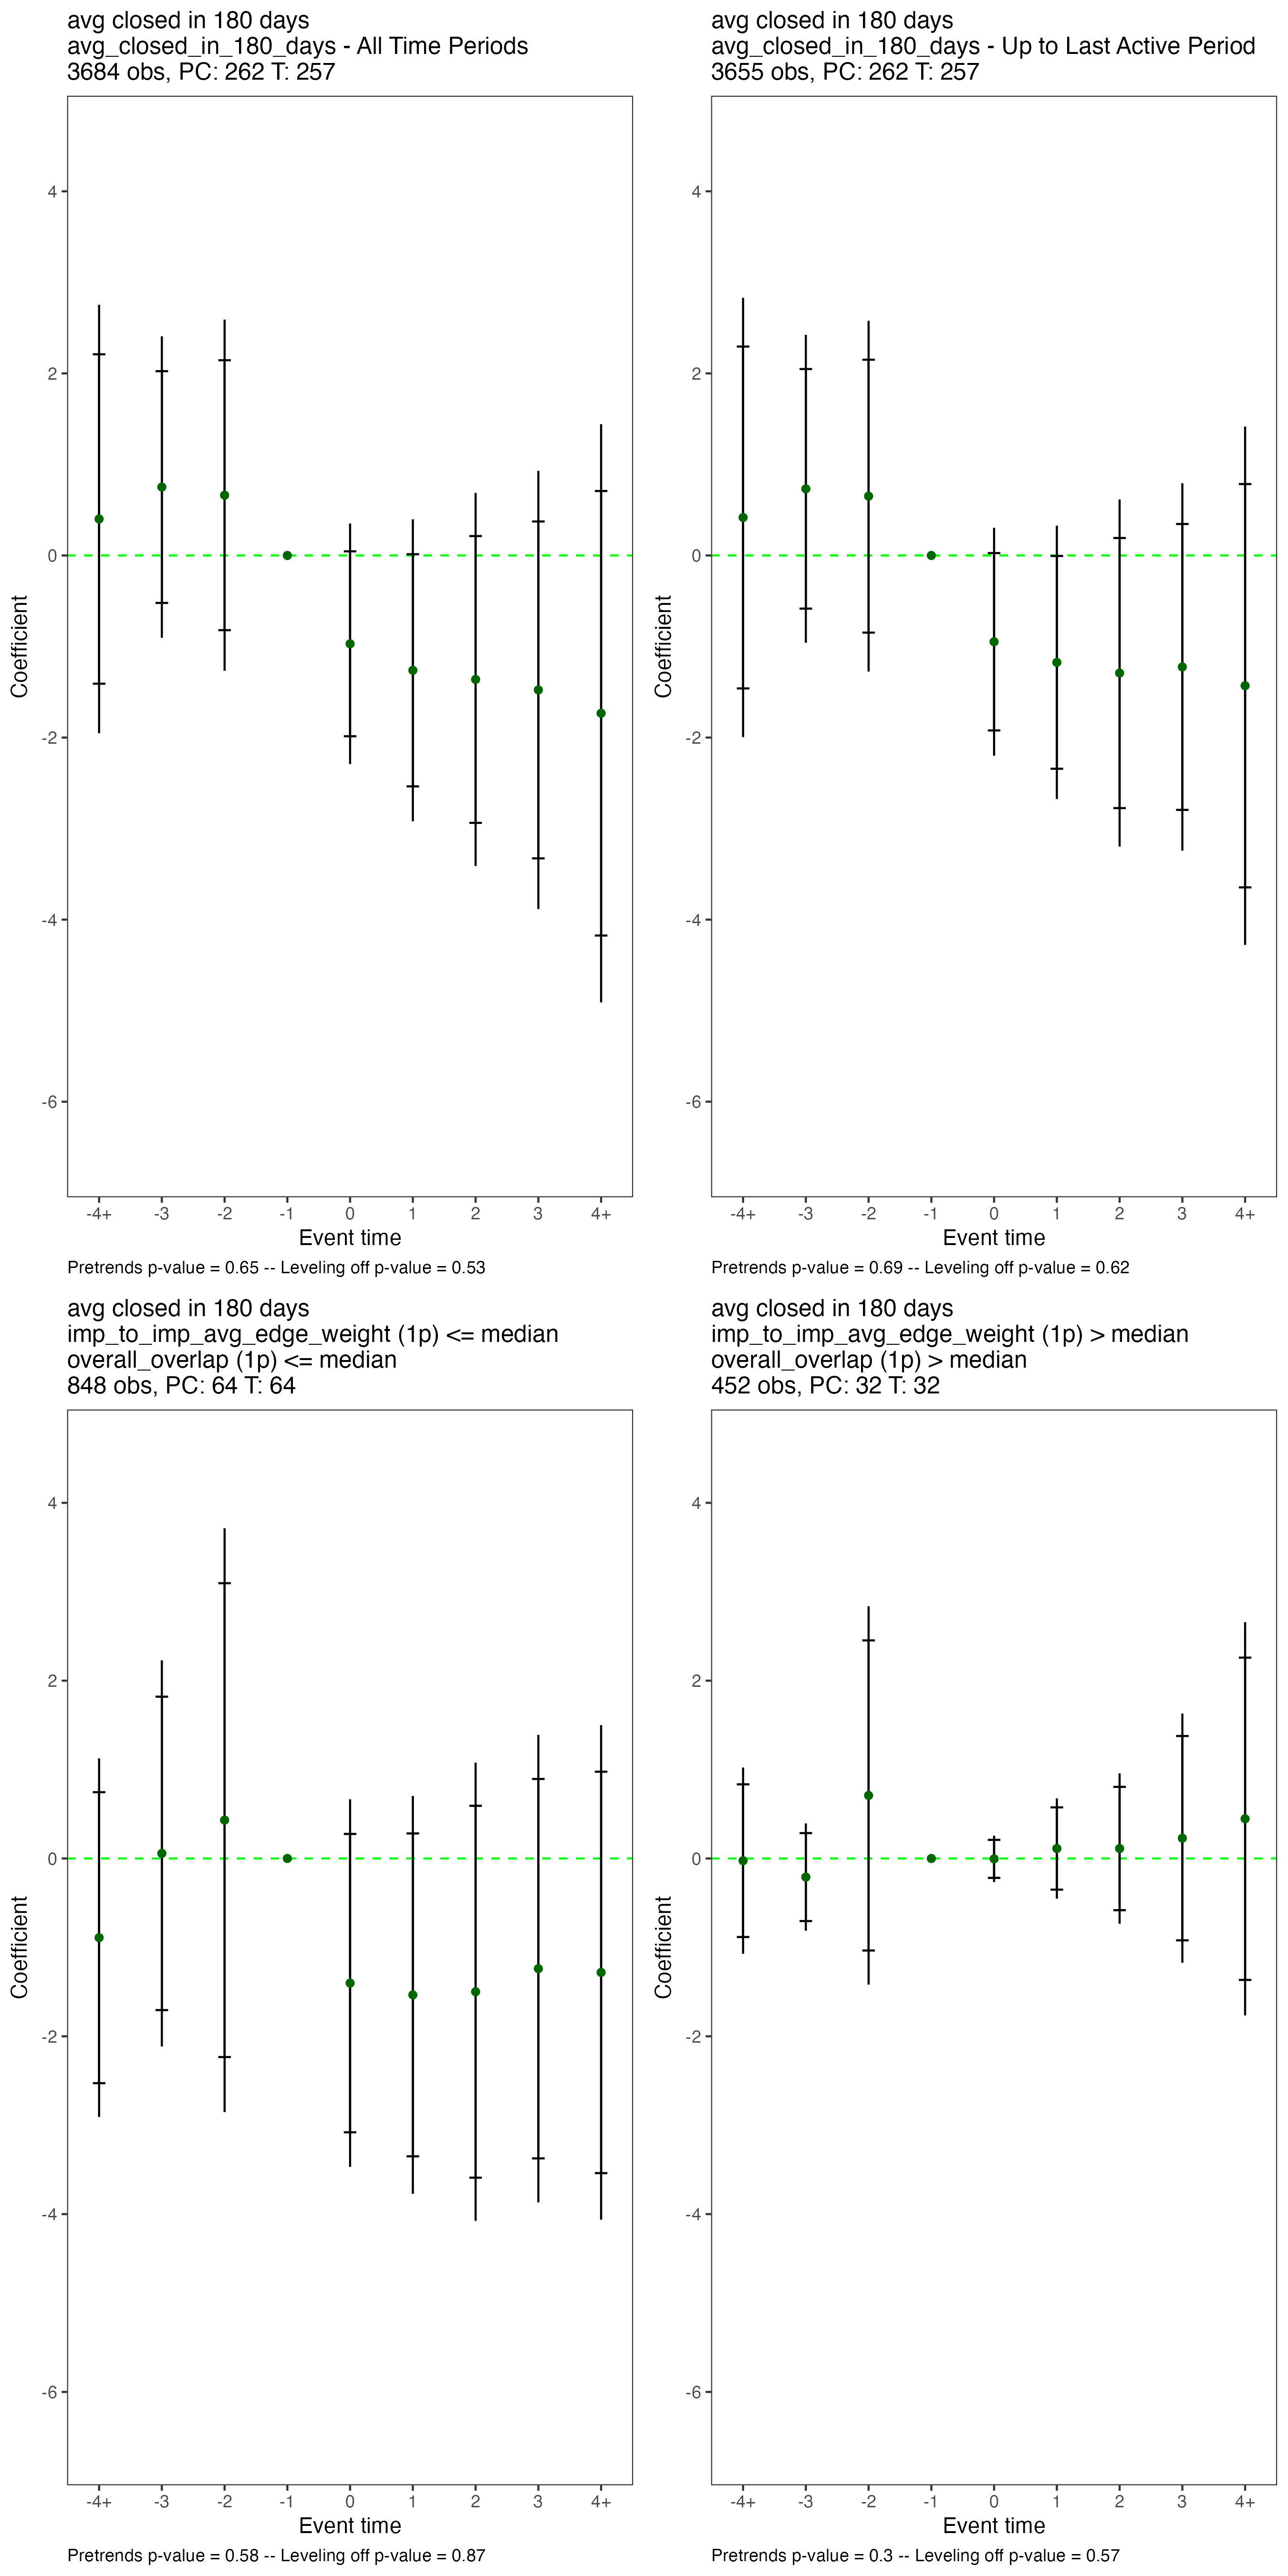 avg closed in 180 days
avg_closed_in_180_days - All Time Periods
3684 obs, PC: 262 T: 257
4
2
0
-2
-4
-6
Coefficient
-4+ -3 -2 -1 0 1 2 3 4+
Event time
Pretrends p-value = 0.65 -- Leveling off p-value = 0.53
avg closed in 180 days
avg_closed_in_180_days - Up to Last Active Period
3655 obs, PC: 262 T: 257
4
2
0
-2
-4
-6
Coefficient
-4+ -3 -2 -1 0 1 2 3 4+
Event time
Pretrends p-value = 0.69 -- Leveling off p-value = 0.62
avg closed in 180 days
imp_to_imp_avg_edge_weight (1p) <= median
overall_overlap (1p) <= median
848 obs, PC: 64 T: 64
4
2
0
-2
-4
-6
Coefficient
-4+ -3 -2 -1 0 1 2 3 4+
Event time
Pretrends p-value = 0.58 -- Leveling off p-value = 0.87
avg closed in 180 days
imp_to_imp_avg_edge_weight (1p) > median
overall_overlap (1p) > median
452 obs, PC: 32 T: 32
4
2
0
-2
-4
-6
Coefficient
-4+ -3 -2 -1 0 1 2 3 4+
Event time
Pretrends p-value = 0.3 -- Leveling off p-value = 0.57